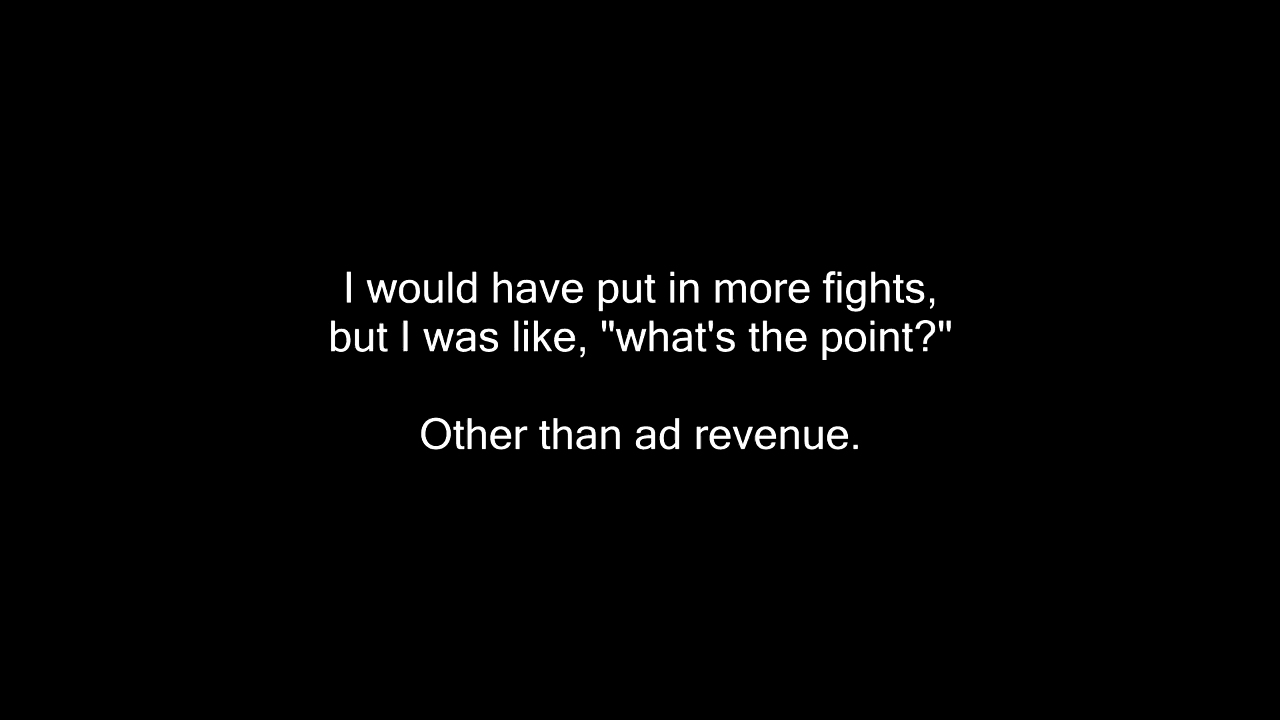 I would have put in more fights,
but I was like, "what's the point?"
Other than ad revenue.